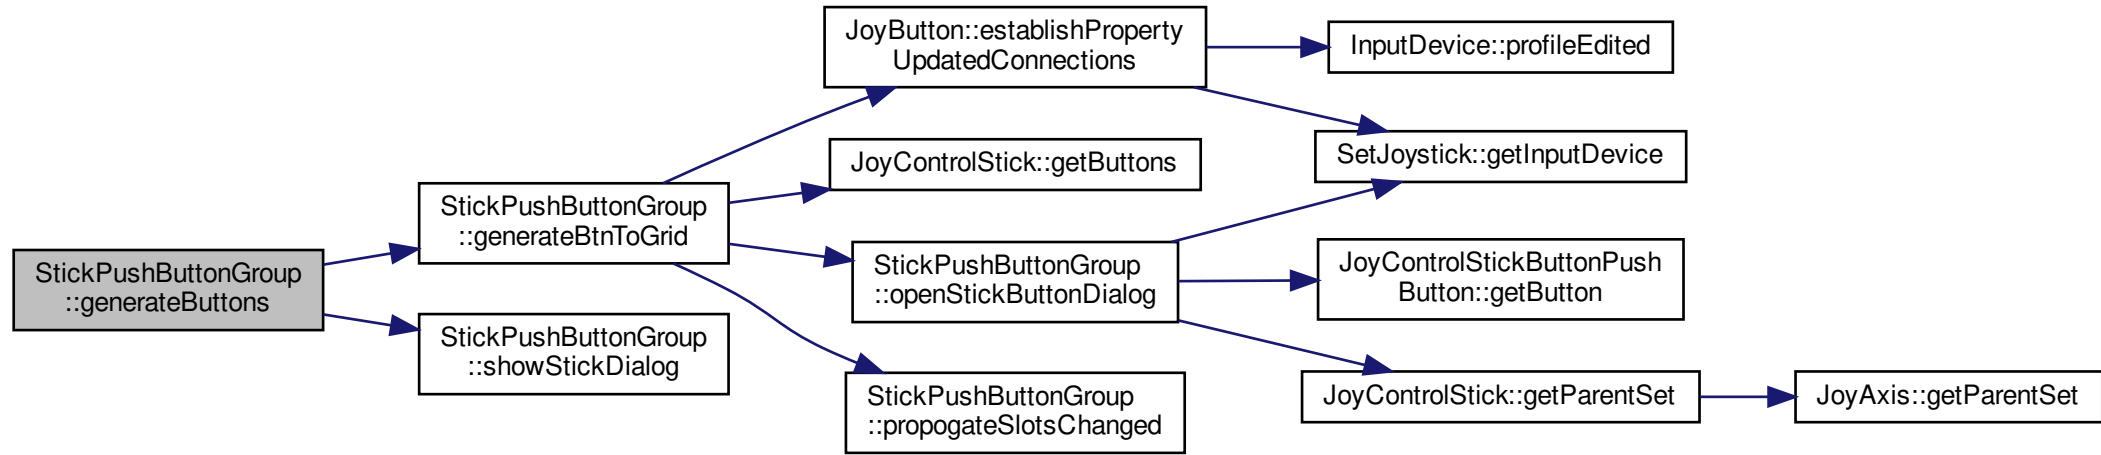 StickPushButtonGroup
::generateButtons
StickPushButtonGroup
::generateBtnToGrid
StickPushButtonGroup
::showStickDialog
JoyButton::establishProperty
UpdatedConnections
JoyControlStick::getButtons
StickPushButtonGroup
::openStickButtonDialog
StickPushButtonGroup
::propogateSlotsChanged
InputDevice::profileEdited
SetJoystick::getInputDevice
JoyControlStickButtonPush
Button::getButton
JoyControlStick::getParentSet
JoyAxis::getParentSet